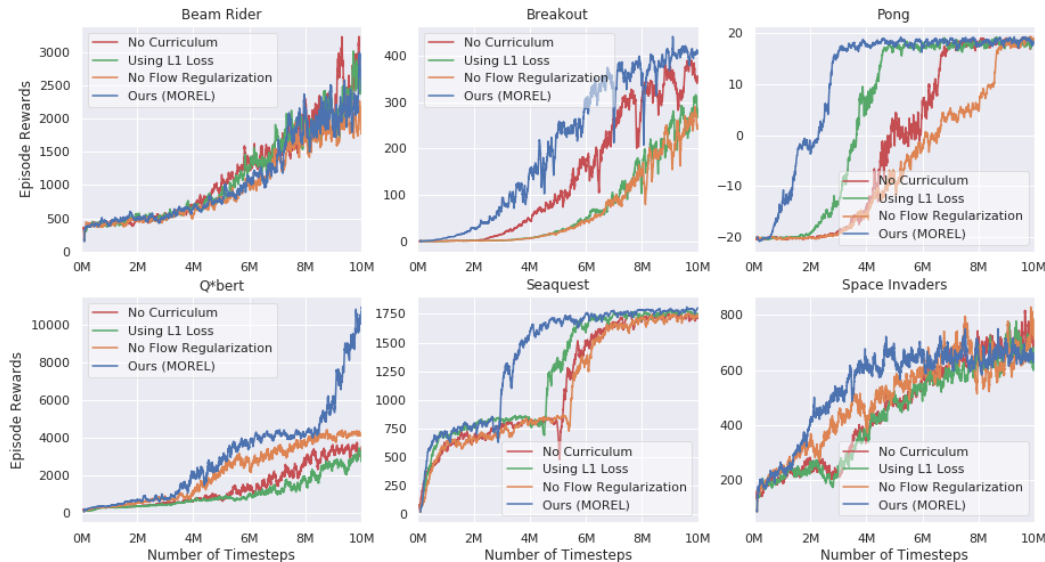 Beam Rider
Breakout
Pong
Episode Rewards
3000
2500
2000
1500
1000
500
0
No Curriculum
Using L1 Loss
No Flow Regularization
Ours (MOREL)
0M 2M 4M 6M 8M 10M
400
300
200
100
0
No Curriculum
Using L1 Loss
No Flow Regularization
Ours (MOREL)
0M 2M 4M 6M 8M 10M
20
10
0
−10
−20
No Curriculum
Using L1 Loss
No Flow Regularization
Ours (MOREL)
0M 2M 4M 6M 8M 10M
Q*bert
Seaquest
Space Invaders
Episode Rewards
10000
8000
6000
4000
2000
0
No Curriculum
Using L1 Loss
No Flow Regularization
Ours (MOREL)
0M 2M 4M 6M 8M 10M
Number of Timesteps
1750
1500
1250
1000
750
500
250
0
No Curriculum
Using L1 Loss
No Flow Regularization
Ours (MOREL)
0M 2M 4M 6M 8M 10M
Number of Timesteps
800
600
400
200
No Curriculum
Using L1 Loss
No Flow Regularization
Ours (MOREL)
0M 2M 4M 6M 8M 10M
Number of Timesteps